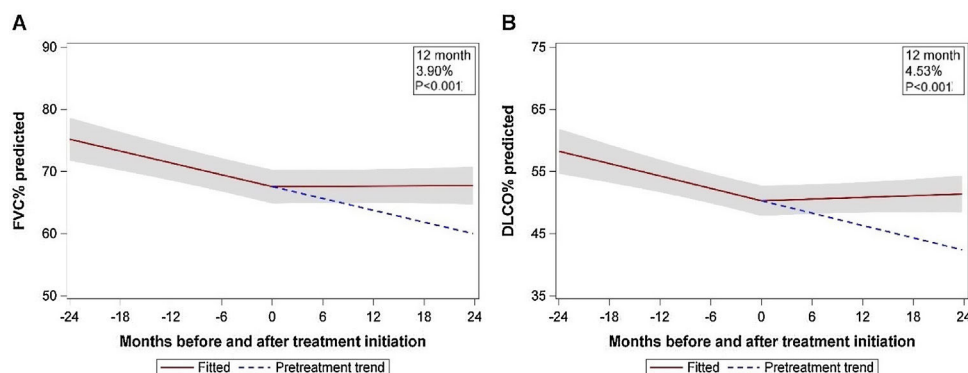 A
90
80
70
60
50
FVC% predicted
12 month
3.90%
P<0.001
-24 -18 -12 -6 0 6 12 18 24
Months before and after treatment initiation
Fitted Pretreatment trend
B
75
65
55
45
35
DLCO% predicted
12 month
4.53%
P<0.001
-24 -18 -12 -6 0 6 12 18 24
Months before and after treatment initiation
Fitted Pretreatment trend